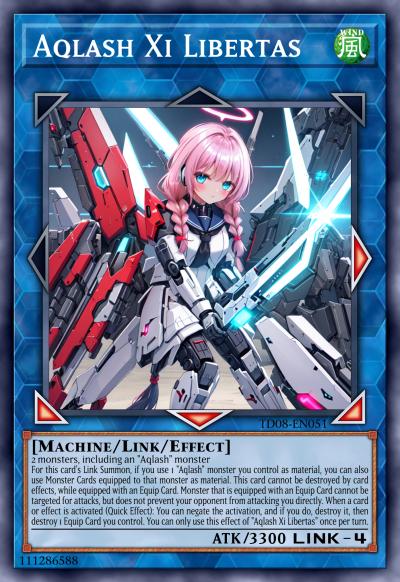 Aqlash Xi Libertas
WIND
風
TD08-EN051
[Machine/Link/Effect]
2 monsters, including an "Aqlash" monster
For this card's Link Summon, if you use 1 "Aqlash" monster you control as material, you can also
use Monster Cards equipped to that monster as material. This card cannot be destroyed by card
effects, while equipped with an Equip Card. Monster that is equipped with an Equip Card cannot be
targeted for attacks, but does not prevent your opponent from attacking you directly. When a card
or effect is activated (Quick Effect): You can negate the activation, and if you do, destroy it, then
destroy 1 Equip Card you Control. You can only use this effect of "Aqlash Xi Libertas" once per turn.
ATK/3300 LINK-4
111286588